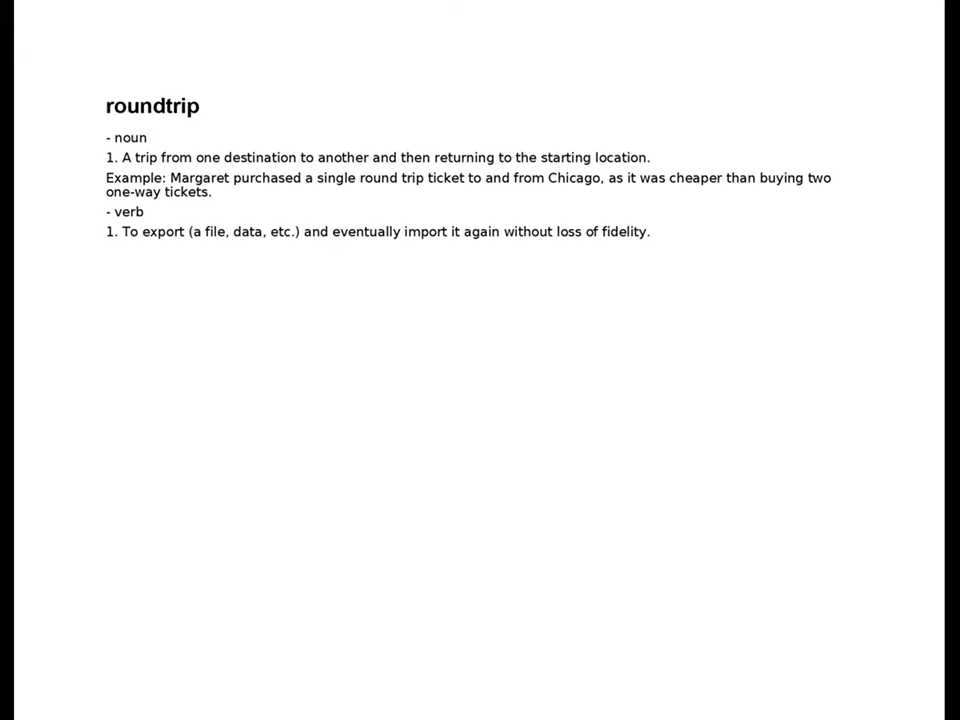 roundtrip
- noun
1. A trip from one destination to another and then returning to the starting location.
Example: Margaret purchased a single round trip ticket to and from Chicago, as it was cheaper than buying two
one-way tickets.
- verb
1. To export (a file, data, etc.) and eventually import it again without loss of fidelity.